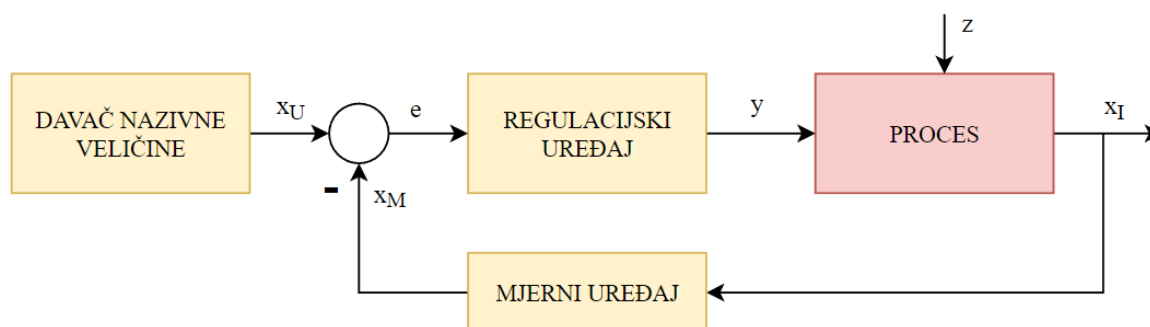 z
DAVAČ NAZIVNE
VELIČINE
xU
e
REGULACIJSKI
UREĐAJ
y
PROCES
xI
-
xM
MJERNI UREĐAJ